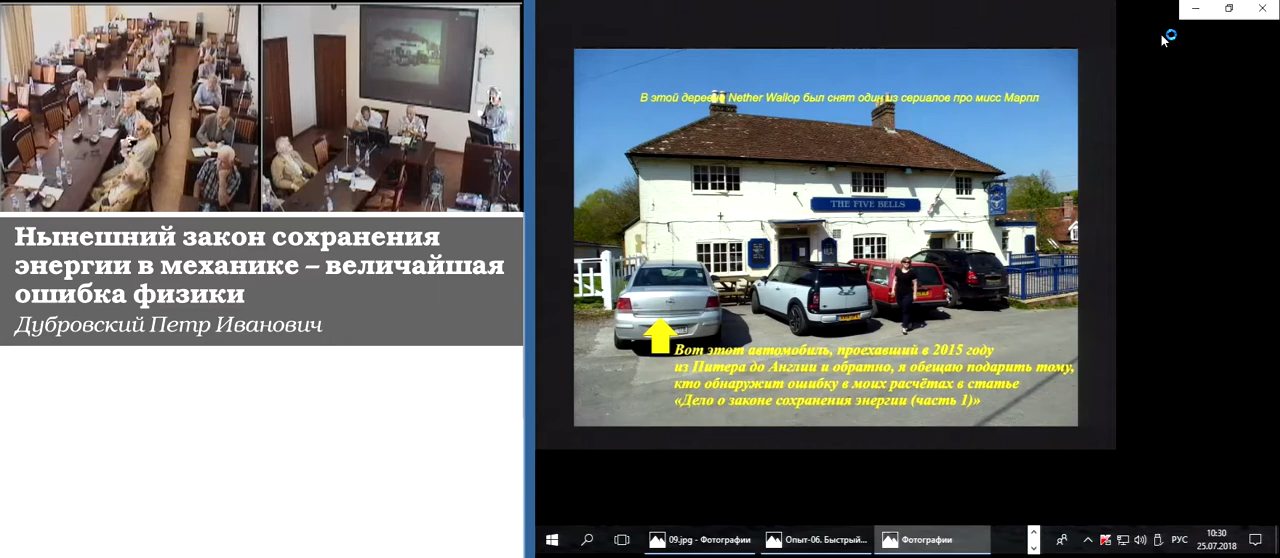 Нынешний закон сохранения
энергии в механике – величайшая
ошибка физики
Дубровский Петр Иванович
В этой деревне Nether Wallop был снят один из сериалов про мисс Марпл
THE FIVE BELLS
Вот этот автомобиль, проехавший в 2015 году
из Питера до Англии и обратно, я обещаю подарить тому,
кто обнаружит ошибку в моих расчётах в статье
«Дело о законе сохранения энергии (часть 1)»
09.jpg - Фотографии
Опыт-06. Быстрый...
Фотографии
РУС
10:30
25.07.2018